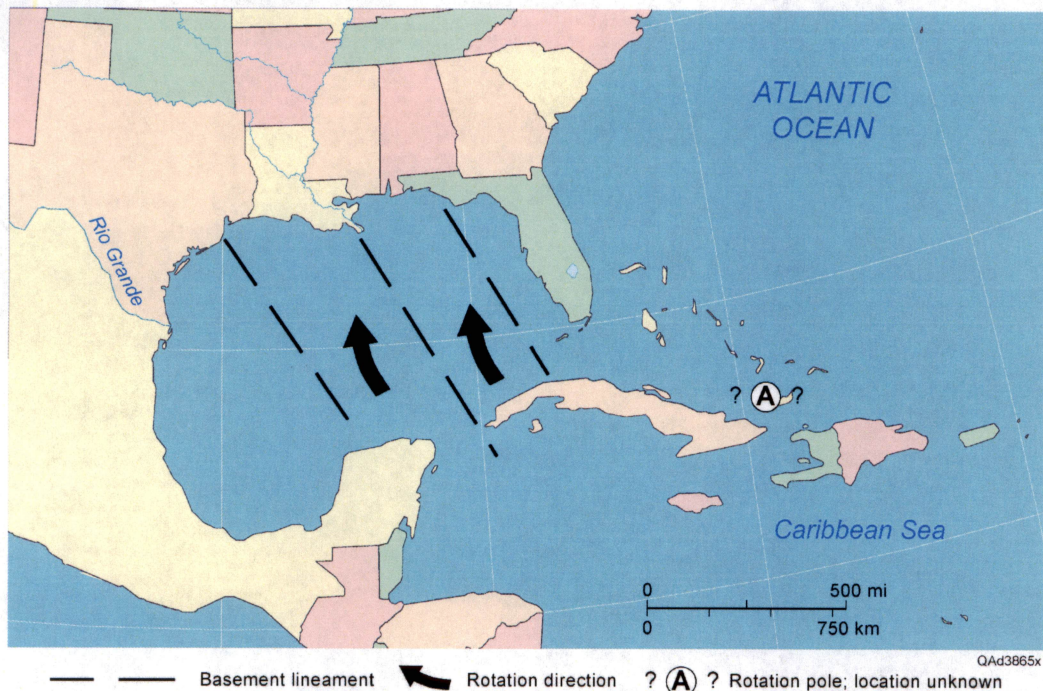 ATLANTIC
OCEAN
Rio Grande
? A ?
Caribbean Sea
0 500 mi
0 750 km
QAd3865x
Basement lineament Rotation direction ? A ? Rotation pole; location unknown